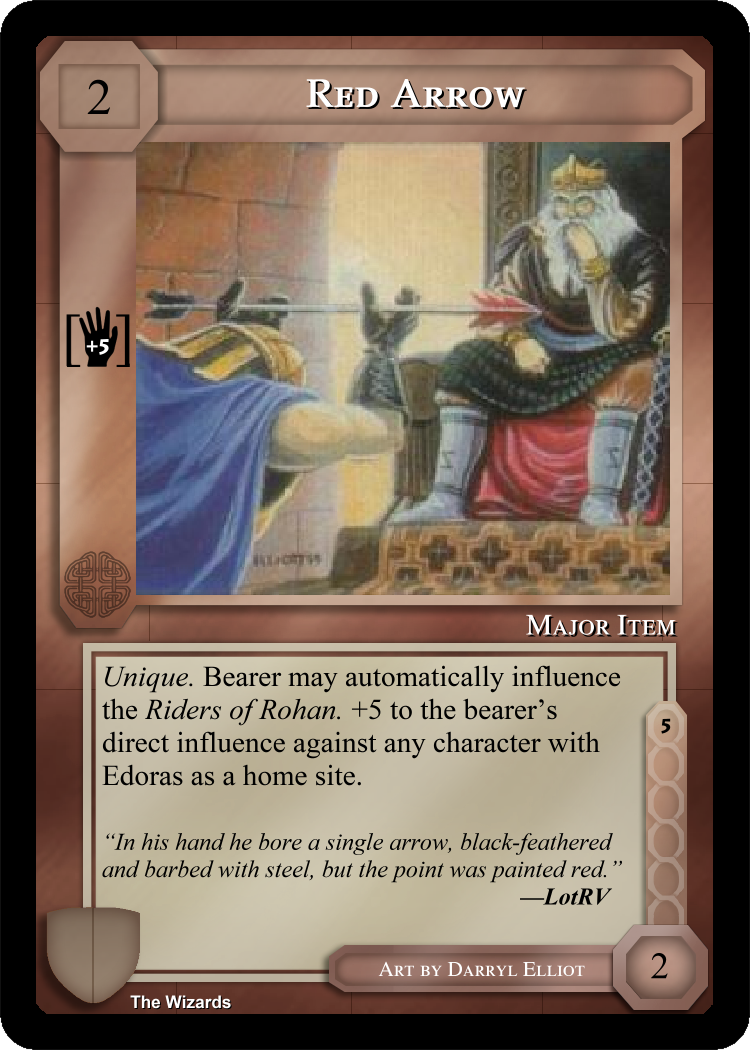 2
Red Arrow
[+5]
Major Item
Unique. Bearer may automatically influence
the Riders of Rohan. +5 to the bearer’s
direct influence against any character with
Edoras as a home site.
5
“In his hand he bore a single arrow, black-feathered
and barbed with steel, but the point was painted red.”
—LotRV
Art by Darryl Elliot
2
The Wizards